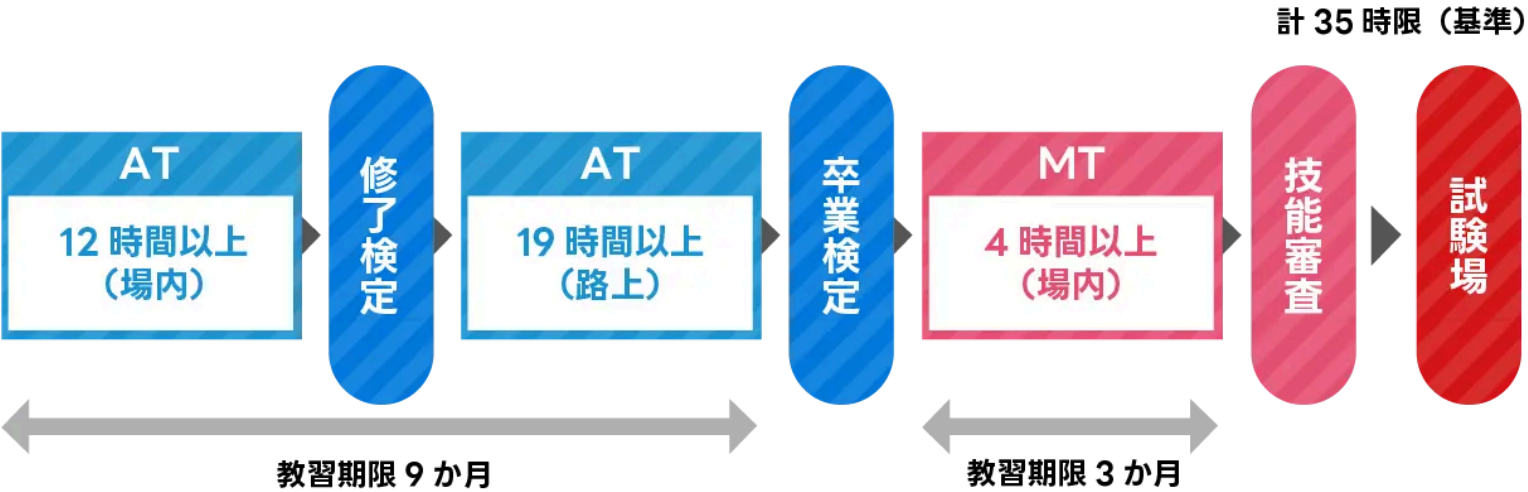 計 35 時限（基準）
AT
12 時間以上
（場内）
修了検定
AT
19 時間以上
（路上）
卒業検定
MT
4 時間以上
（場内）
技能審査
試験場
教習期限 9 か月
教習期限 3 か月